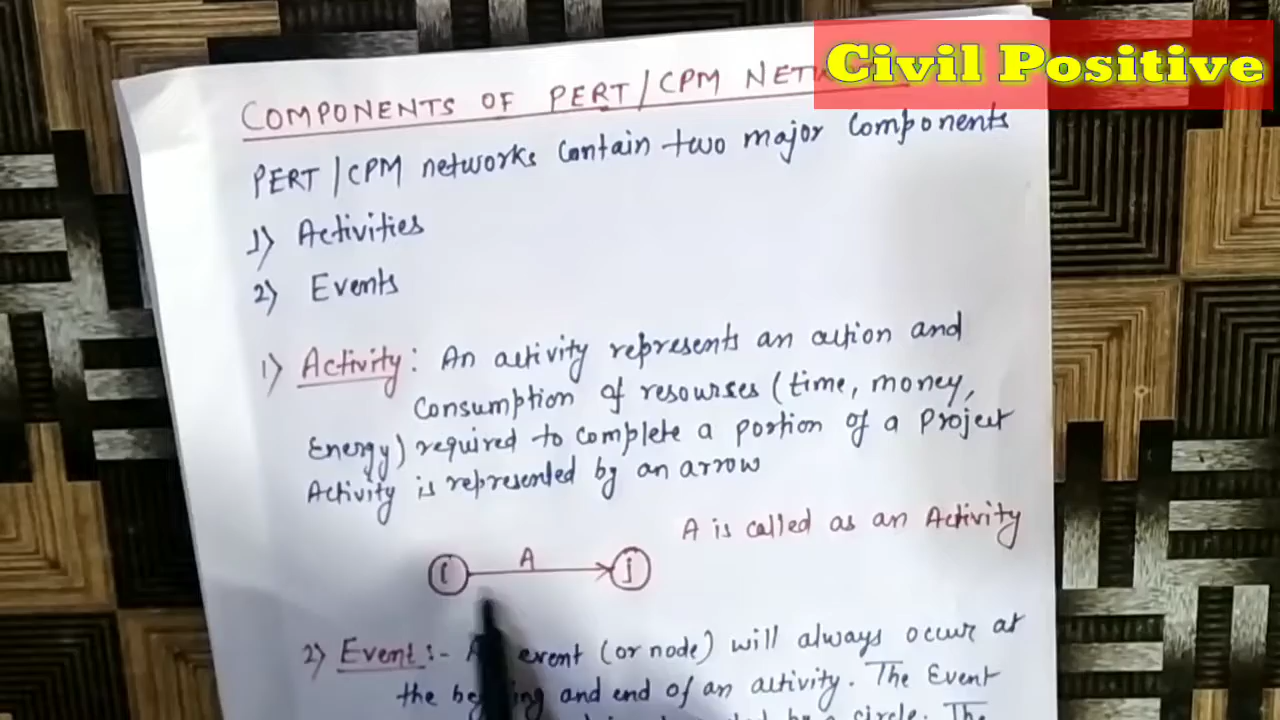 Civil Positive
COMPONENTS OF PERT/CPM NETW
PERT/CPM networks Contain two major Components
1) Activities
2) Events
1) Activity: An activity represents an action and
Consumption of resourses (time, money,
Energy) required to complete a portion of a project
Activity is represented by an arrow
A is called as an Activity
i A j
2) Event:- event (or node) will always occur at
the and end of an activity. The Event
by a circle. The